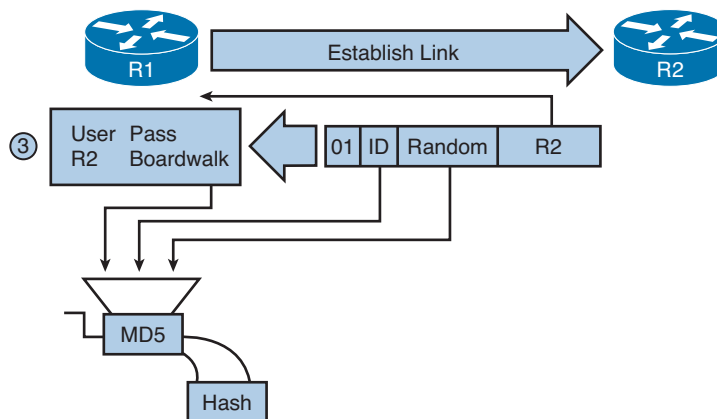 R1
Establish Link
R2
3
User Pass
R2 Boardwalk
01 ID Random R2
MD5
Hash